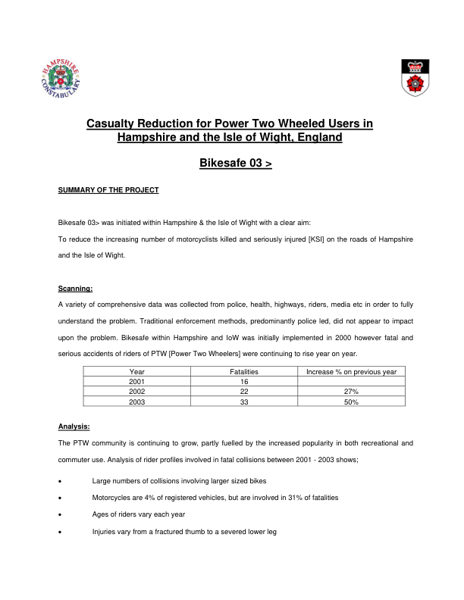 HAMPSHIRE
CONSTABULARY
Casualty Reduction for Power Two Wheeled Users in
Hampshire and the Isle of Wight, England
Bikesafe 03 >
SUMMARY OF THE PROJECT
Bikesafe 03> was initiated within Hampshire & the Isle of Wight with a clear aim:
To reduce the increasing number of motorcyclists killed and seriously injured [KSI] on the roads of Hampshire
and the Isle of Wight.
Scanning:
A variety of comprehensive data was collected from police, health, highways, riders, media etc in order to fully
understand the problem. Traditional enforcement methods, predominantly police led, did not appear to impact
upon the problem. Bikesafe within Hampshire and IoW was initially implemented in 2000 however fatal and
serious accidents of riders of PTW [Power Two Wheelers] were continuing to rise year on year.
Year Fatalities Increase % on previous year
2001 16
2002 22 27%
2003 33 50%
Analysis:
The PTW community is continuing to grow, partly fuelled by the increased popularity in both recreational and
commuter use. Analysis of rider profiles involved in fatal collisions between 2001 - 2003 shows;
• Large numbers of collisions involving larger sized bikes
• Motorcycles are 4% of registered vehicles, but are involved in 31% of fatalities
• Ages of riders vary each year
• Injuries vary from a fractured thumb to a severed lower leg